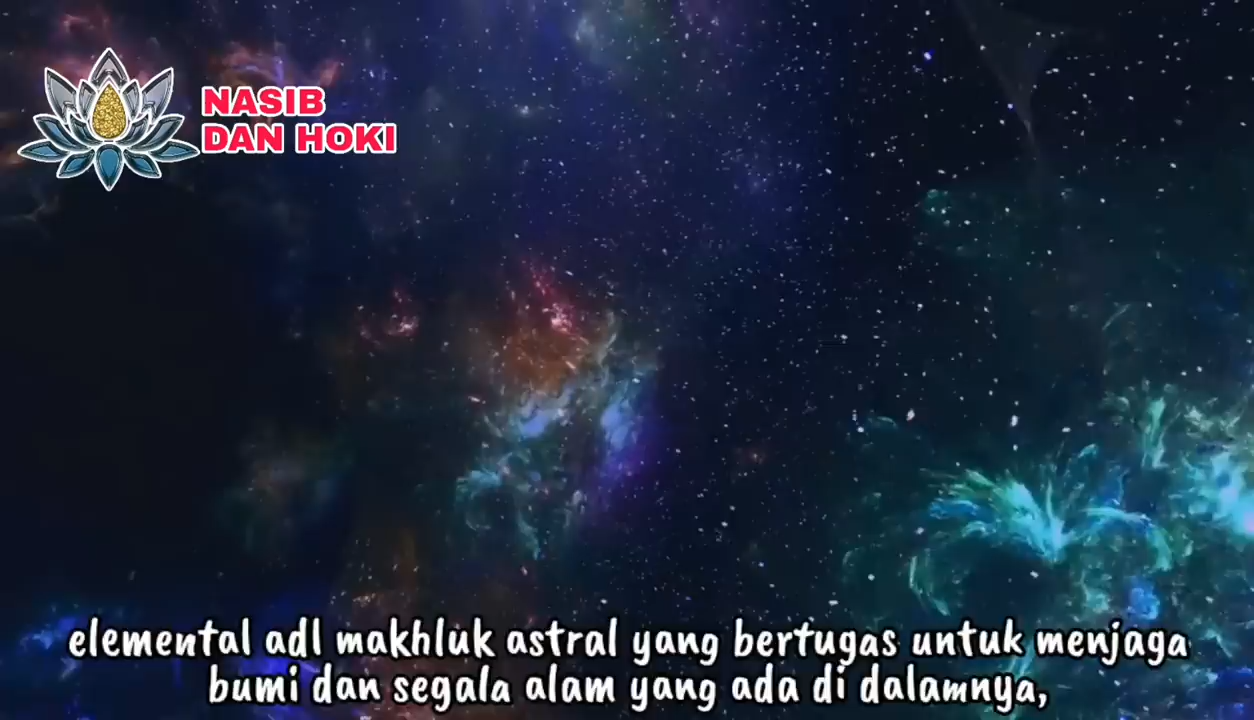 NASIB
DAN HOKI
elemental adl makhluk astral yang bertugas untuk menjaga
bumi dan segala alam yang ada di dalamnya,